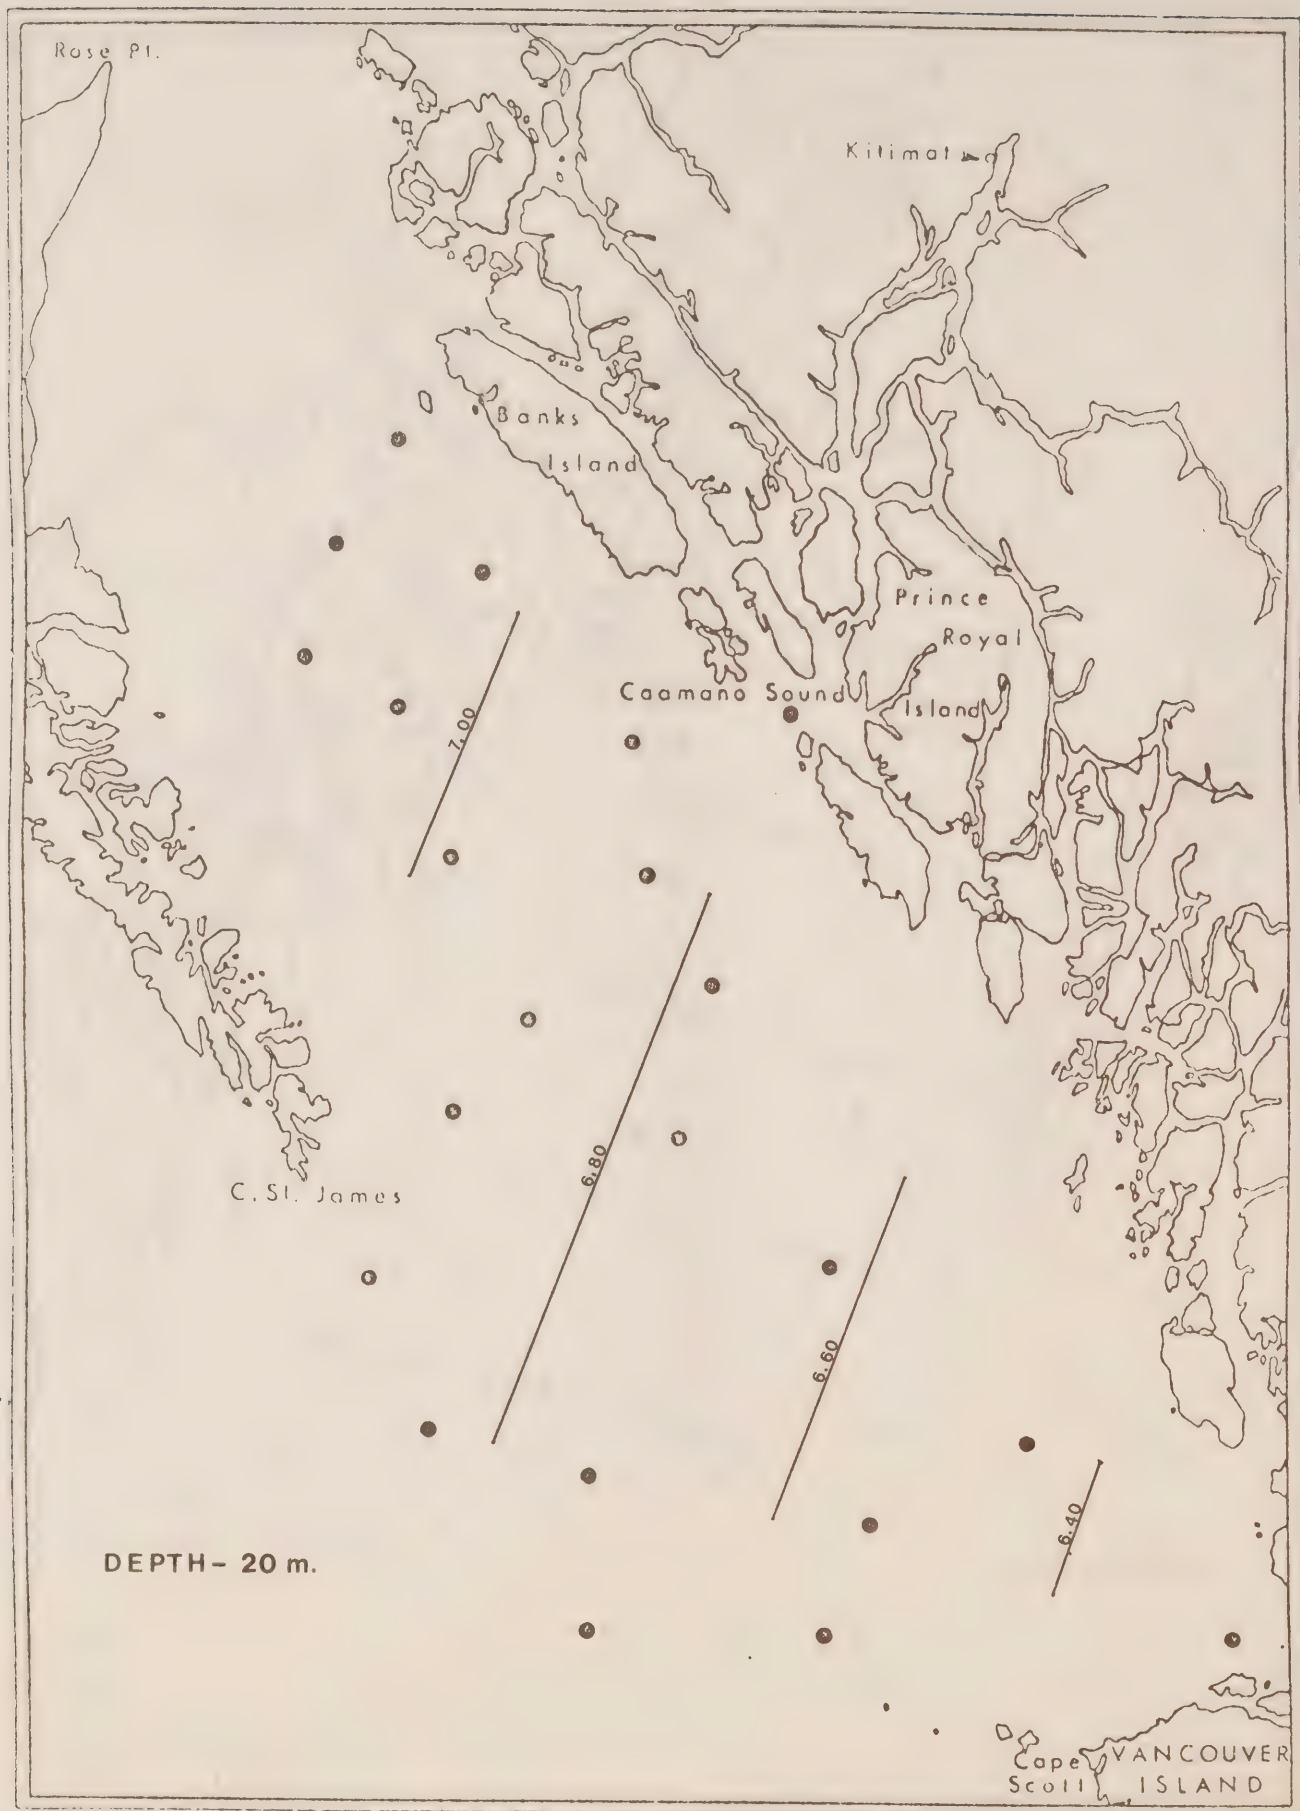 Rose Pt.
Kitimat
Banks
Island
Prince
Royal
Island
Caamano Sound
7.00
6.80
C. St. James
6.60
6.40
DEPTH- 20 m.
Cape
Scott
VANCOUVER
ISLAND